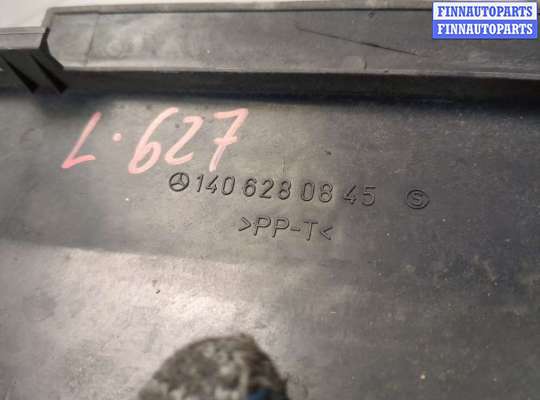 FINNAUTOPARTS
FINNAUTOPARTS
L.627
140 628 08 45 S
>PP-T<